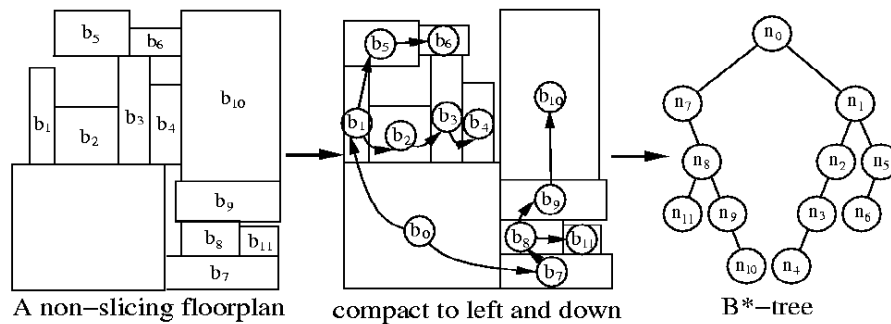 b5
b6
b1
b2
b3
b4
b10
b9
b8
b11
b7
A non-slicing floorplan
b5
b6
b1
b2
b3
b4
b10
b9
b0
b8
b11
b7
compact to left and down
n0
n7
n1
n8
n2
n5
n11
n9
n3
n6
n10
n4
B*-tree